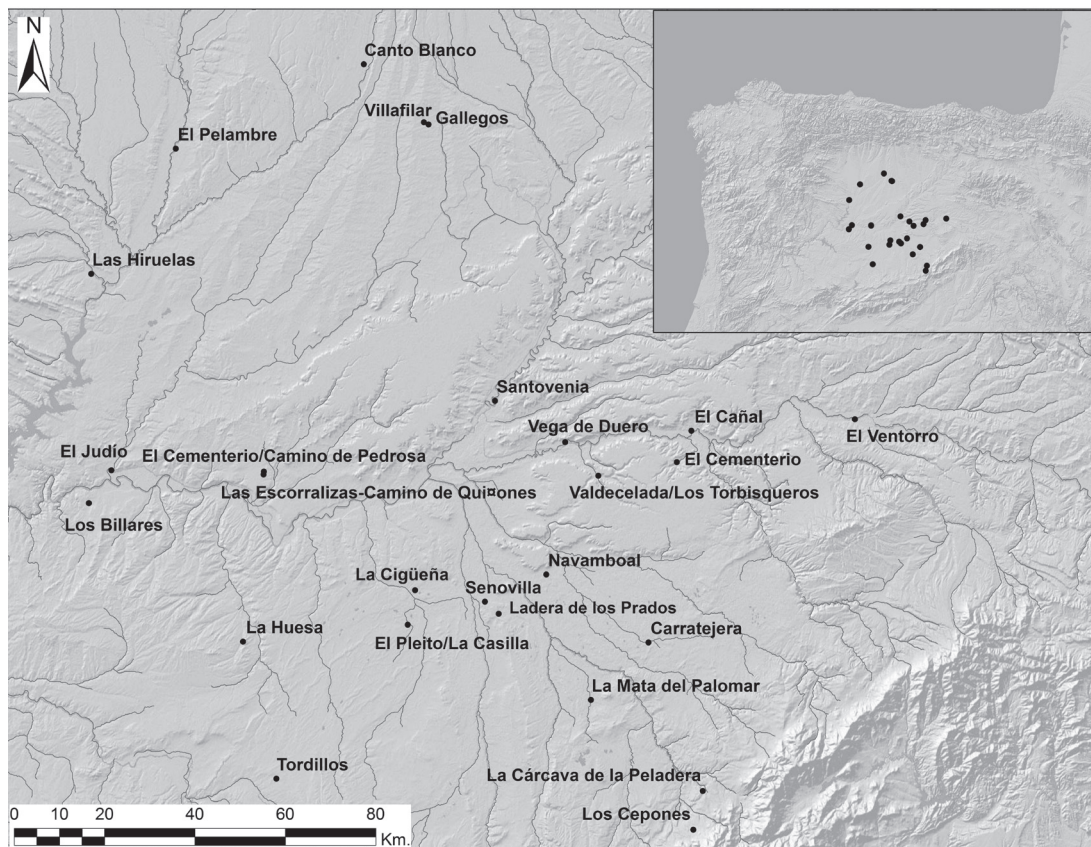 N
Canto Blanco
Villafilar
Gallegos
El Pelambre
Las Hiruelas
Santovenia
Vega de Duero
El Cañal
El Ventorro
El Judío
El Cementerio/Camino de Pedrosa
El Cementerio
Las Escorralizas-Camino de Qui¤ones
Valdecelada/Los Torbisqueros
Los Billares
Navamboal
La Cigüeña
Senovilla
Ladera de los Prados
La Huesa
El Pleito/La Casilla
Carratejera
La Mata del Palomar
Tordillos
La Cárcava de la Peladera
Los Cepones
0 10 20 40 60 80
Km.